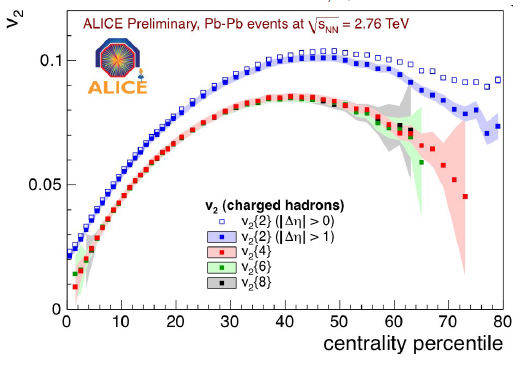 v2
ALICE Preliminary, Pb-Pb events at √sNN = 2.76 TeV
ALICE
0.1
0.05
0
v2 (charged hadrons)
v2{2} (|Δη| > 0)
v2{2} (|Δη| > 1)
v2{4}
v2{6}
v2{8}
0 10 20 30 40 50 60 70 80
centrality percentile